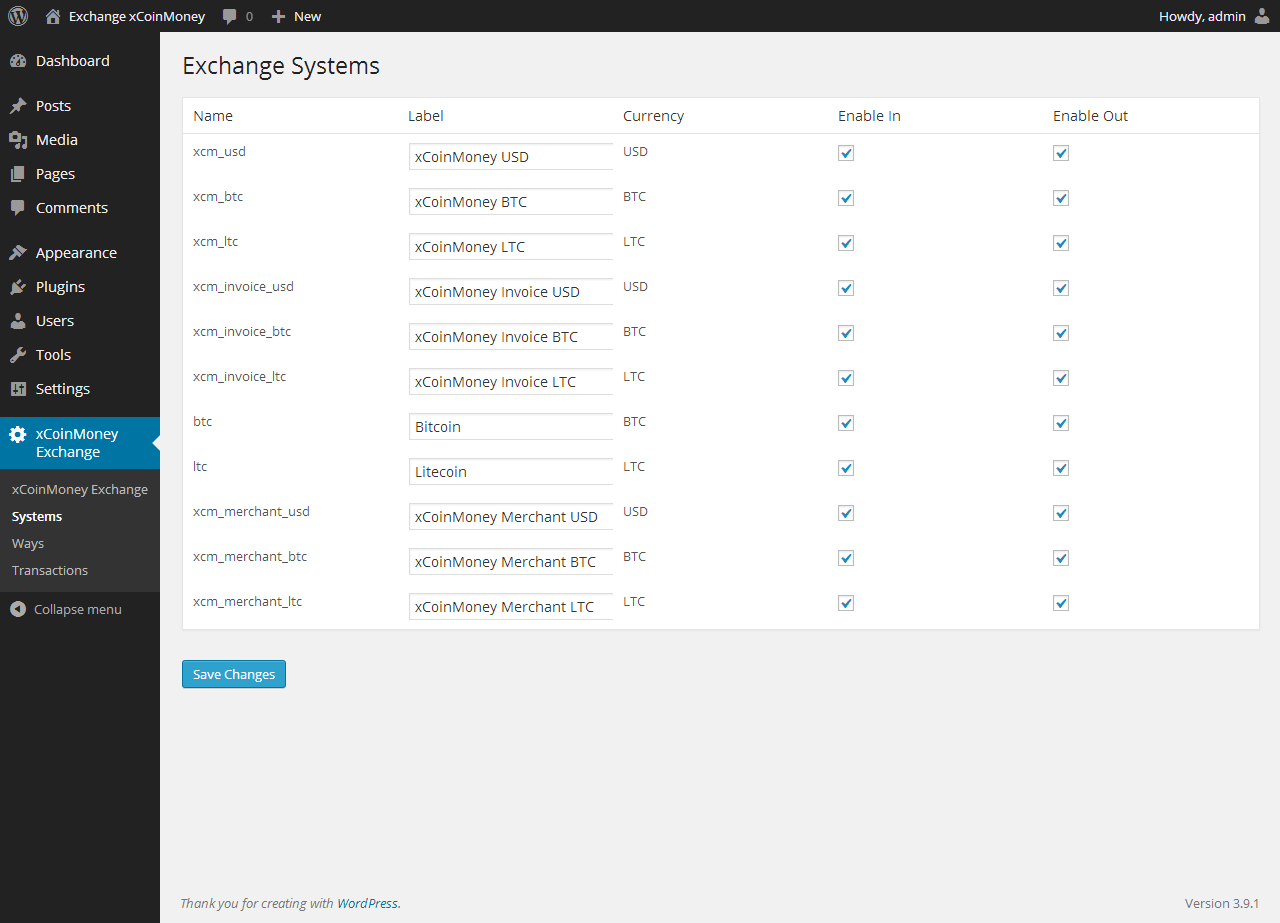 Exchange xCoinMoney 0 New Howdy, admin
Dashboard
Posts
Media
Pages
Comments
Appearance
Plugins
Users
Tools
Settings
xCoinMoney
Exchange
xCoinMoney Exchange
Systems
Ways
Transactions
Collapse menu
Exchange Systems
Name Label Currency Enable In Enable Out
xcm_usd xCoinMoney USD USD
xcm_btc xCoinMoney BTC BTC
xcm_ltc xCoinMoney LTC LTC
xcm_invoice_usd xCoinMoney Invoice USD USD
xcm_invoice_btc xCoinMoney Invoice BTC BTC
xcm_invoice_ltc xCoinMoney Invoice LTC LTC
btc Bitcoin BTC
ltc Litecoin LTC
xcm_merchant_usd xCoinMoney Merchant USD USD
xcm_merchant_btc xCoinMoney Merchant BTC BTC
xcm_merchant_ltc xCoinMoney Merchant LTC LTC
Save Changes
Thank you for creating with WordPress. Version 3.9.1